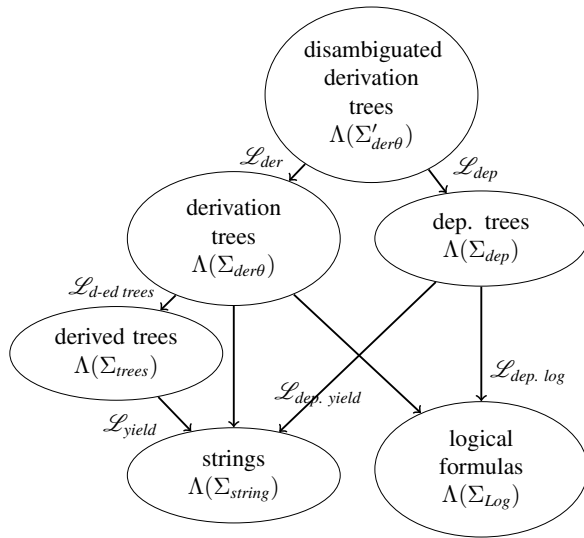 disambiguated
derivation
trees
Λ(Σ′derθ)
ℒder
ℒdep
derivation
trees
Λ(Σderθ)
dep. trees
Λ(Σdep)
ℒd-ed trees
derived trees
Λ(Σtrees)
ℒdep. log
ℒdep. yield
ℒyield
strings
Λ(Σstring)
logical
formulas
Λ(ΣLog)